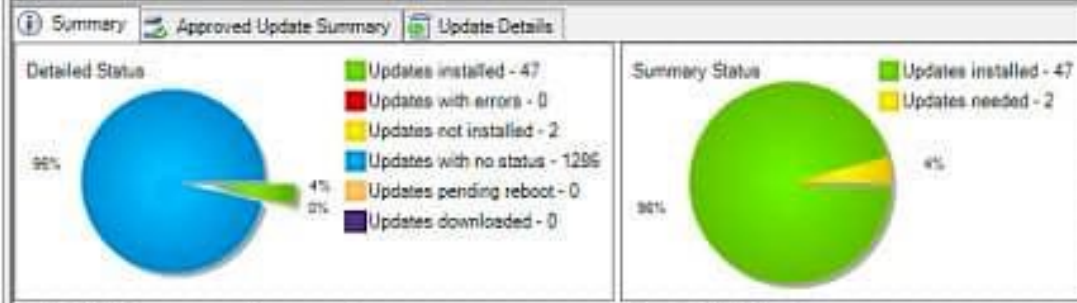 Summary
Approved Update Summary
Update Details
Detailed Status
Updates installed - 47
Updates with errors - 0
Updates not installed - 2
Updates with no status - 1286
Updates pending reboot - 0
Updates downloaded - 0
96%
4%
0%
Summary Status
Updates installed - 47
Updates needed - 2
4%
96%